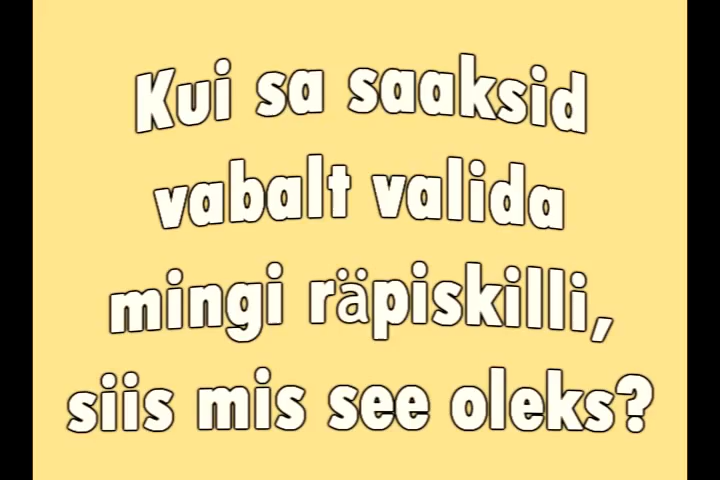 Kui sa saaksid
vabalt valida
mingi räpiskilli,
siis mis see oleks?